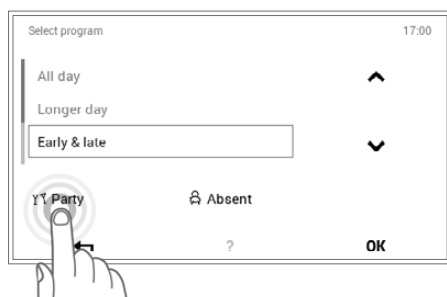 Select program 17:00
All day
Longer day
Early & late
Party Absent
? OK